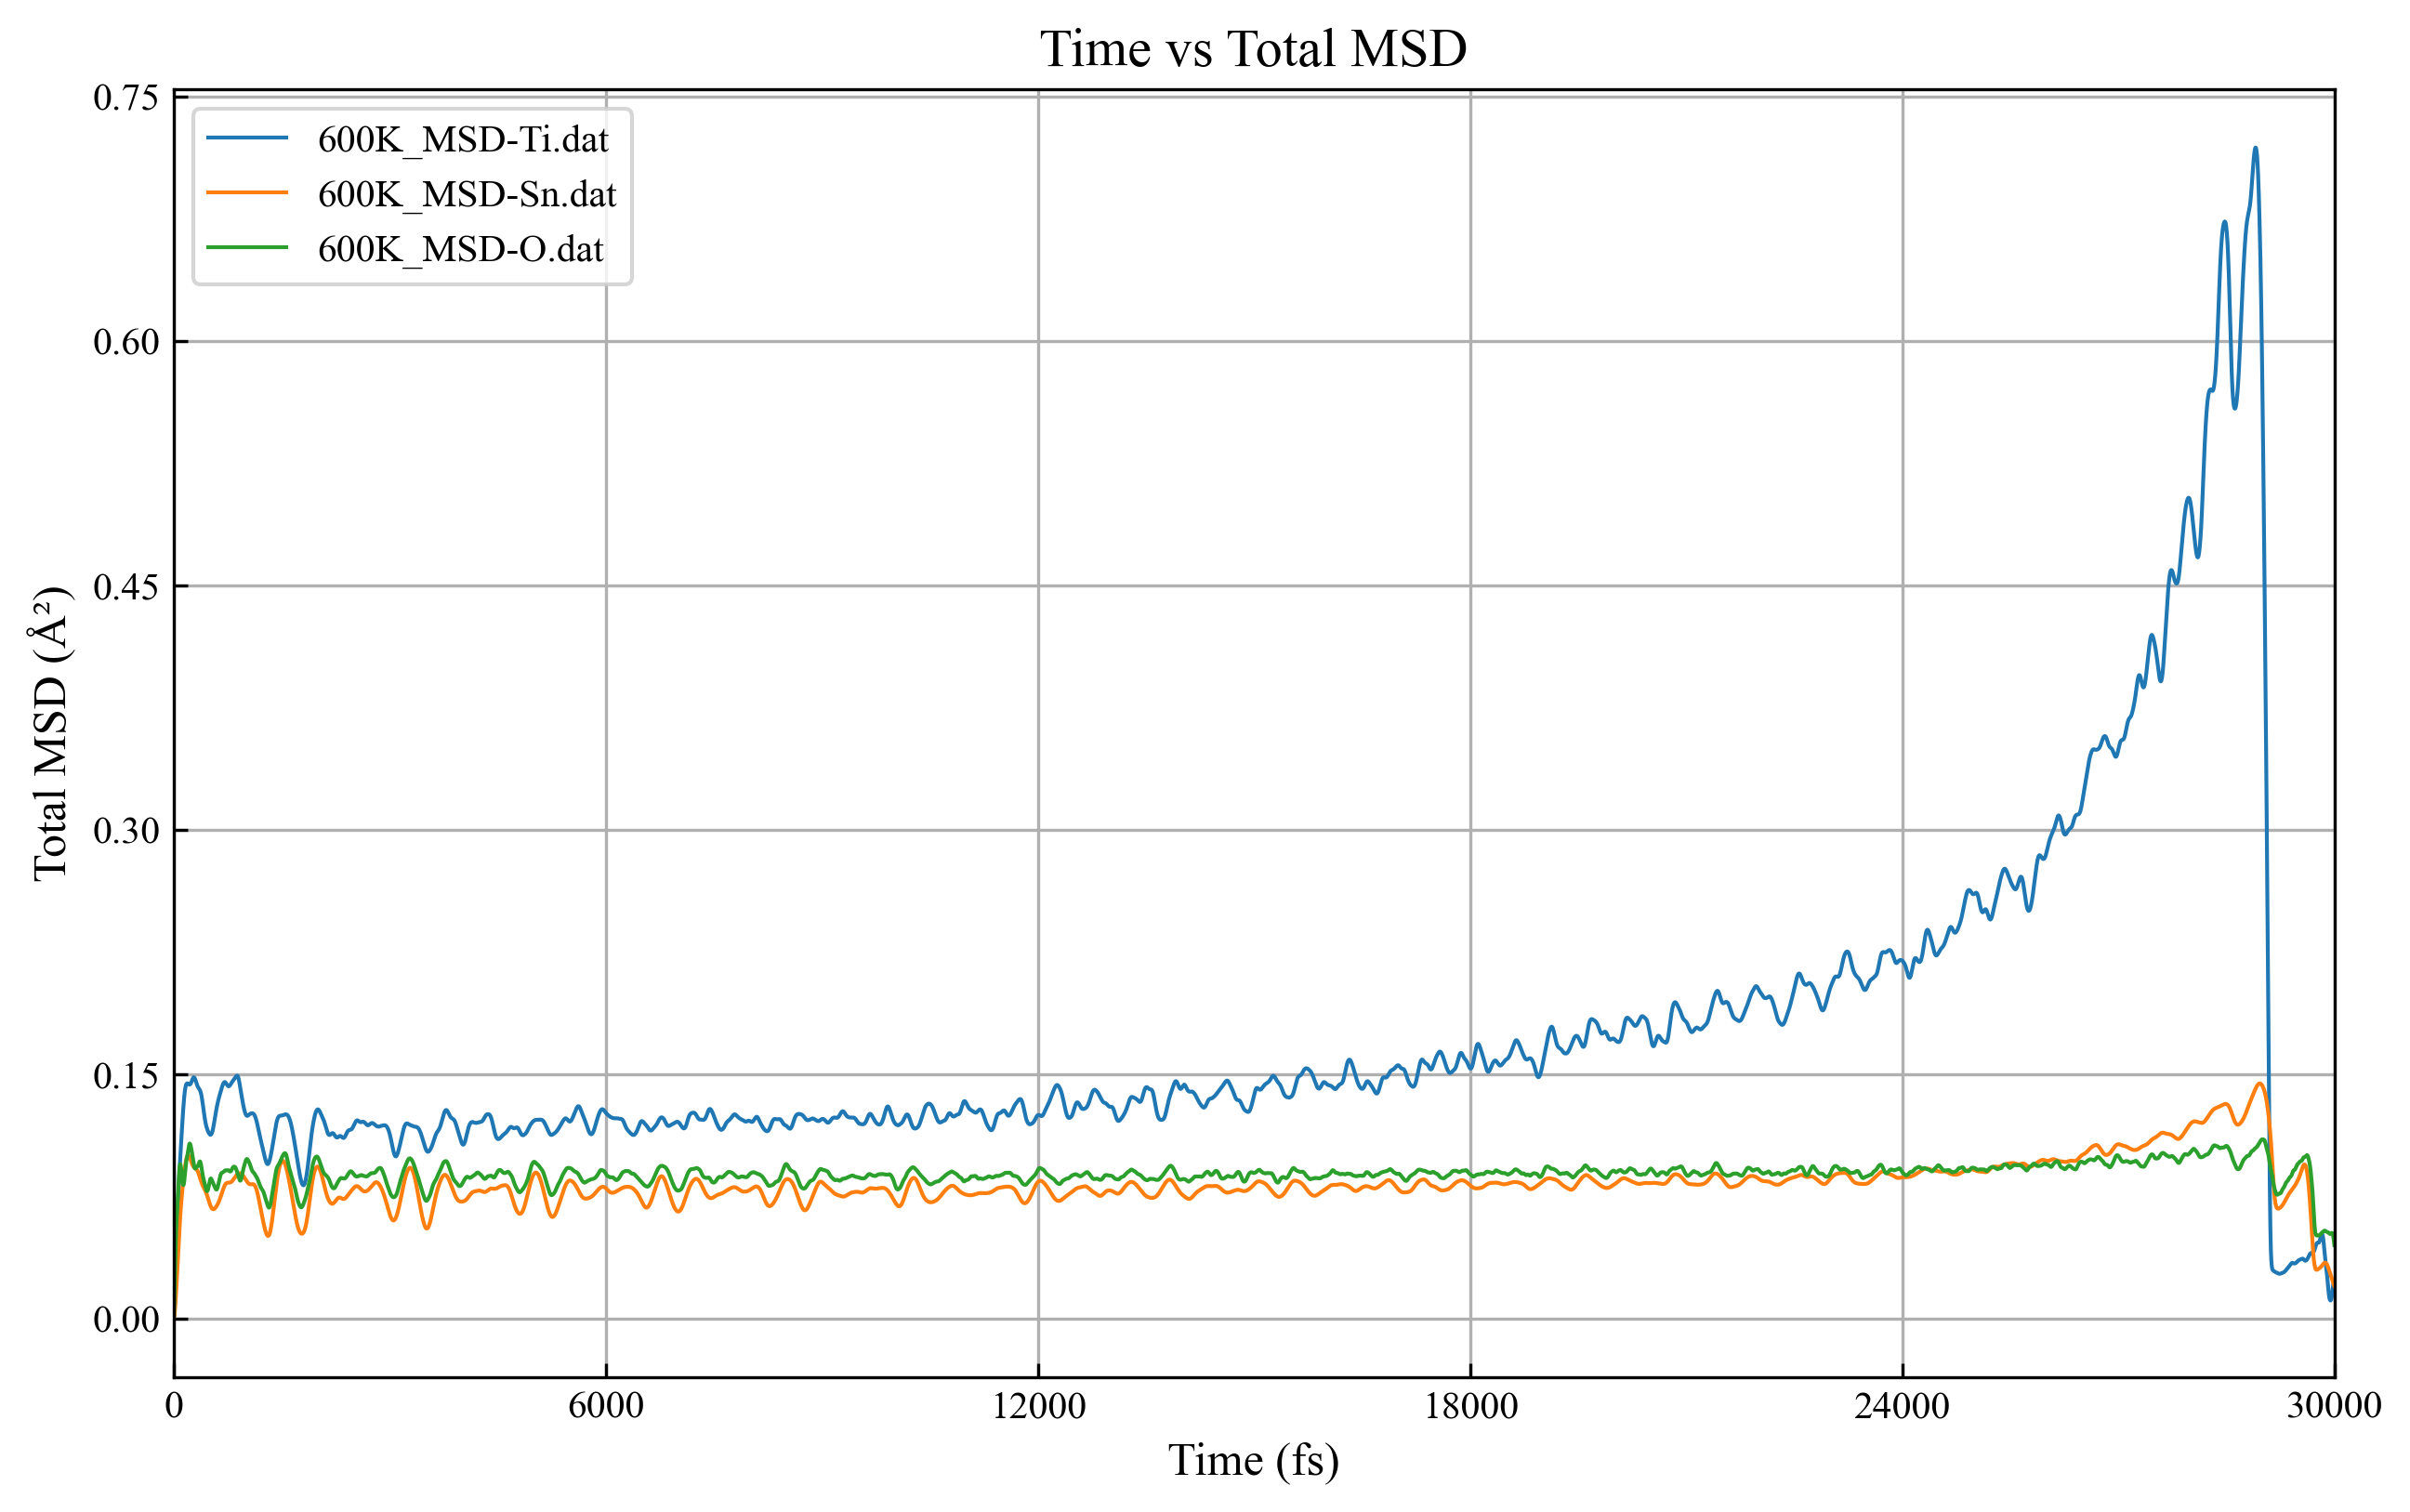 Time vs Total MSD
600K_MSD-Ti.dat
600K_MSD-Sn.dat
600K_MSD-O.dat
Total MSD (Å²)
0.75
0.60
0.45
0.30
0.15
0.00
0 6000 12000 18000 24000 30000
Time (fs)